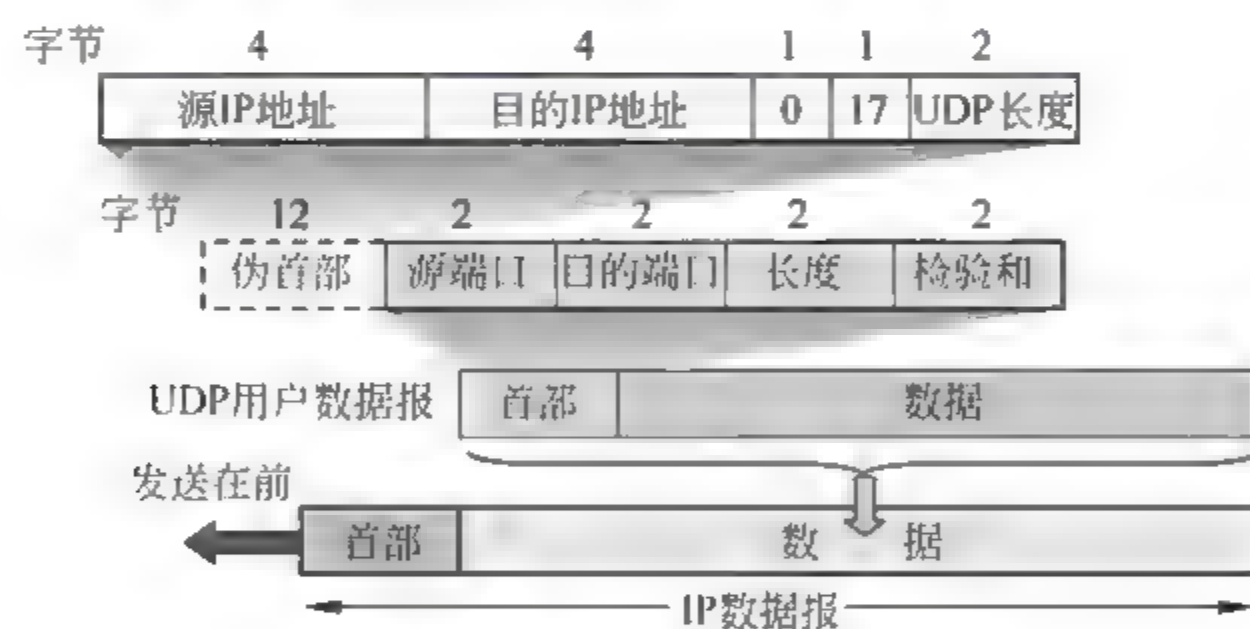 字节 4 4 1 1 2
源IP地址 目的IP地址 0 17 UDP长度
字节 12 2 2 2 2
伪首部 源端口 目的端口 长度 检验和
UDP用户数据报 首部 数据
发送在前
首部 数 据
IP数据报